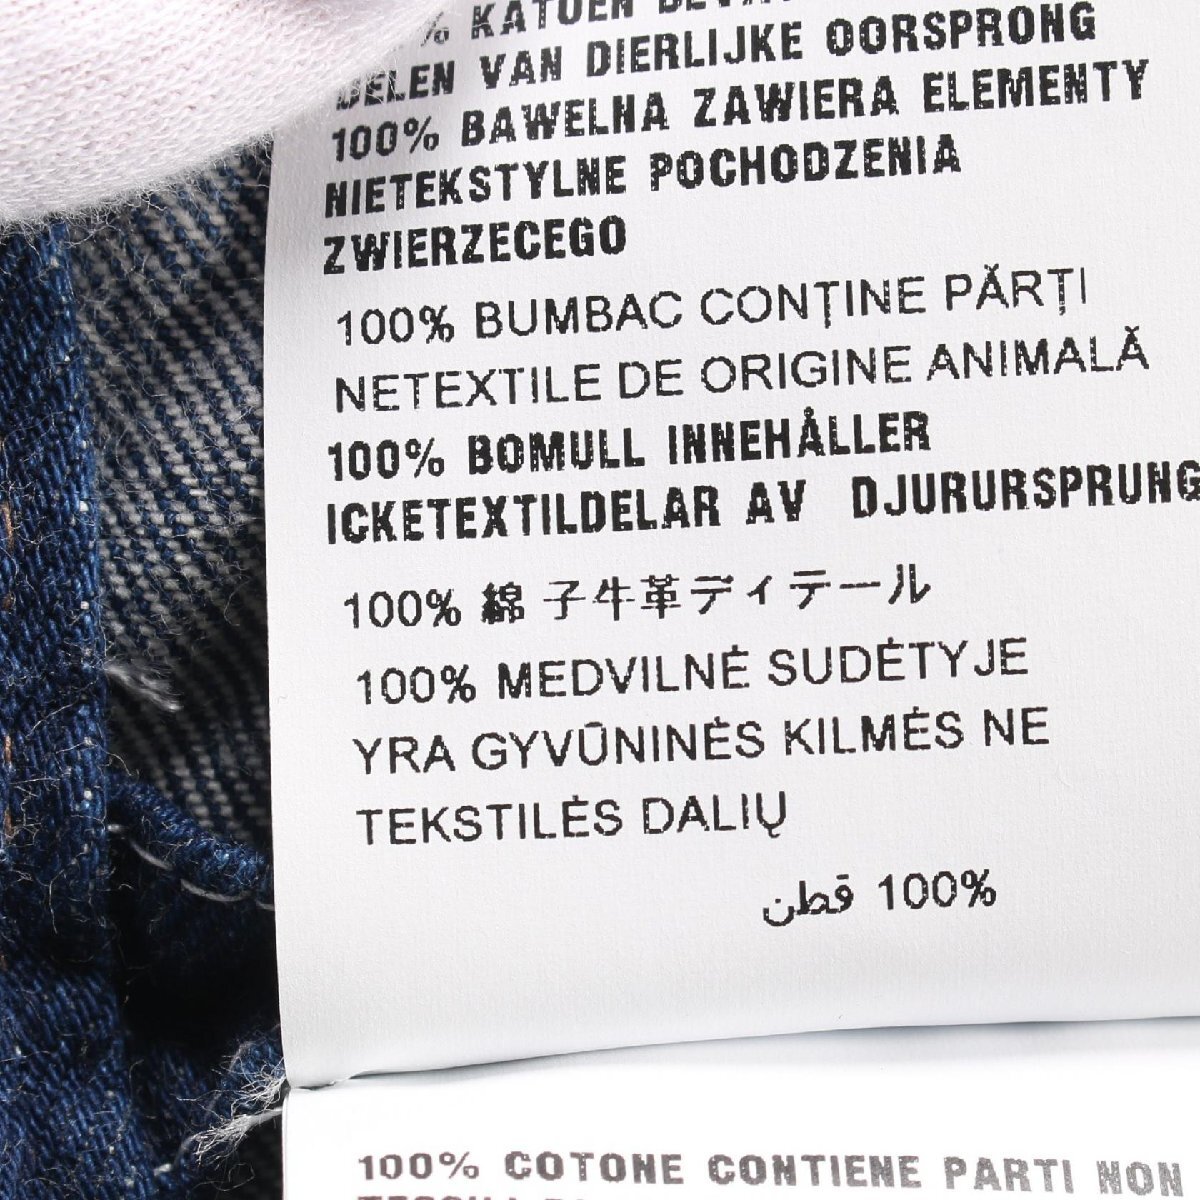 % KATOEN
DELEN VAN DIERLIJKE OORSPRONG
100% BAWEŁNA ZAWIERA ELEMENTY
NIETEKSTYLNE POCHODZENIA
ZWIERZECEGO
100% BUMBAC CONȚINE PĂRȚI
NETEXTILE DE ORIGINE ANIMALĂ
100% BOMULL INNEHÅLLER
ICKETEXTILDELAR AV DJURURSPRUNG
100% 綿 子牛革ディテール
100% MEDVILNĖ SUDĖTYJE
YRA GYVŪNINĖS KILMĖS NE
TEKSTILĖS DALIŲ
100% قطن
100% COTONE CONTIENE PARTI NON